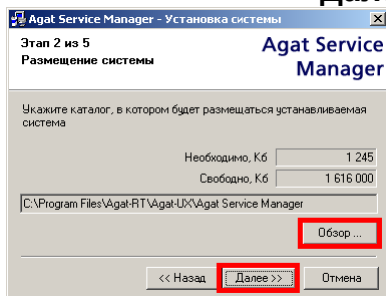 Agat Service Manager - Установка системы
Этап 2 из 5
Размещение системы
Agat Service
Manager
Укажите каталог, в котором будет размещаться устанавливаемая
система
Необходимо, Кб 1 245
Свободно, Кб 1 616 000
C:\Program Files\Agat-RT\Agat-UX\Agat Service Manager
Обзор ...
<< Назад Далее >> Отмена